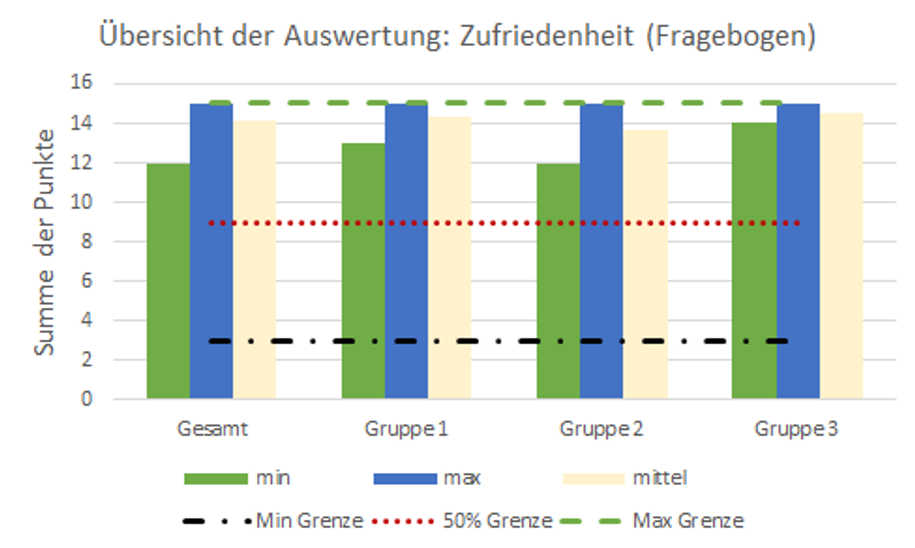 Übersicht der Auswertung: Zufriedenheit (Fragebogen)
Summe der Punkte
16
14
12
10
8
6
4
2
0
Gesamt Gruppe 1 Gruppe 2 Gruppe 3
min max mittel
Min Grenze 50% Grenze Max Grenze